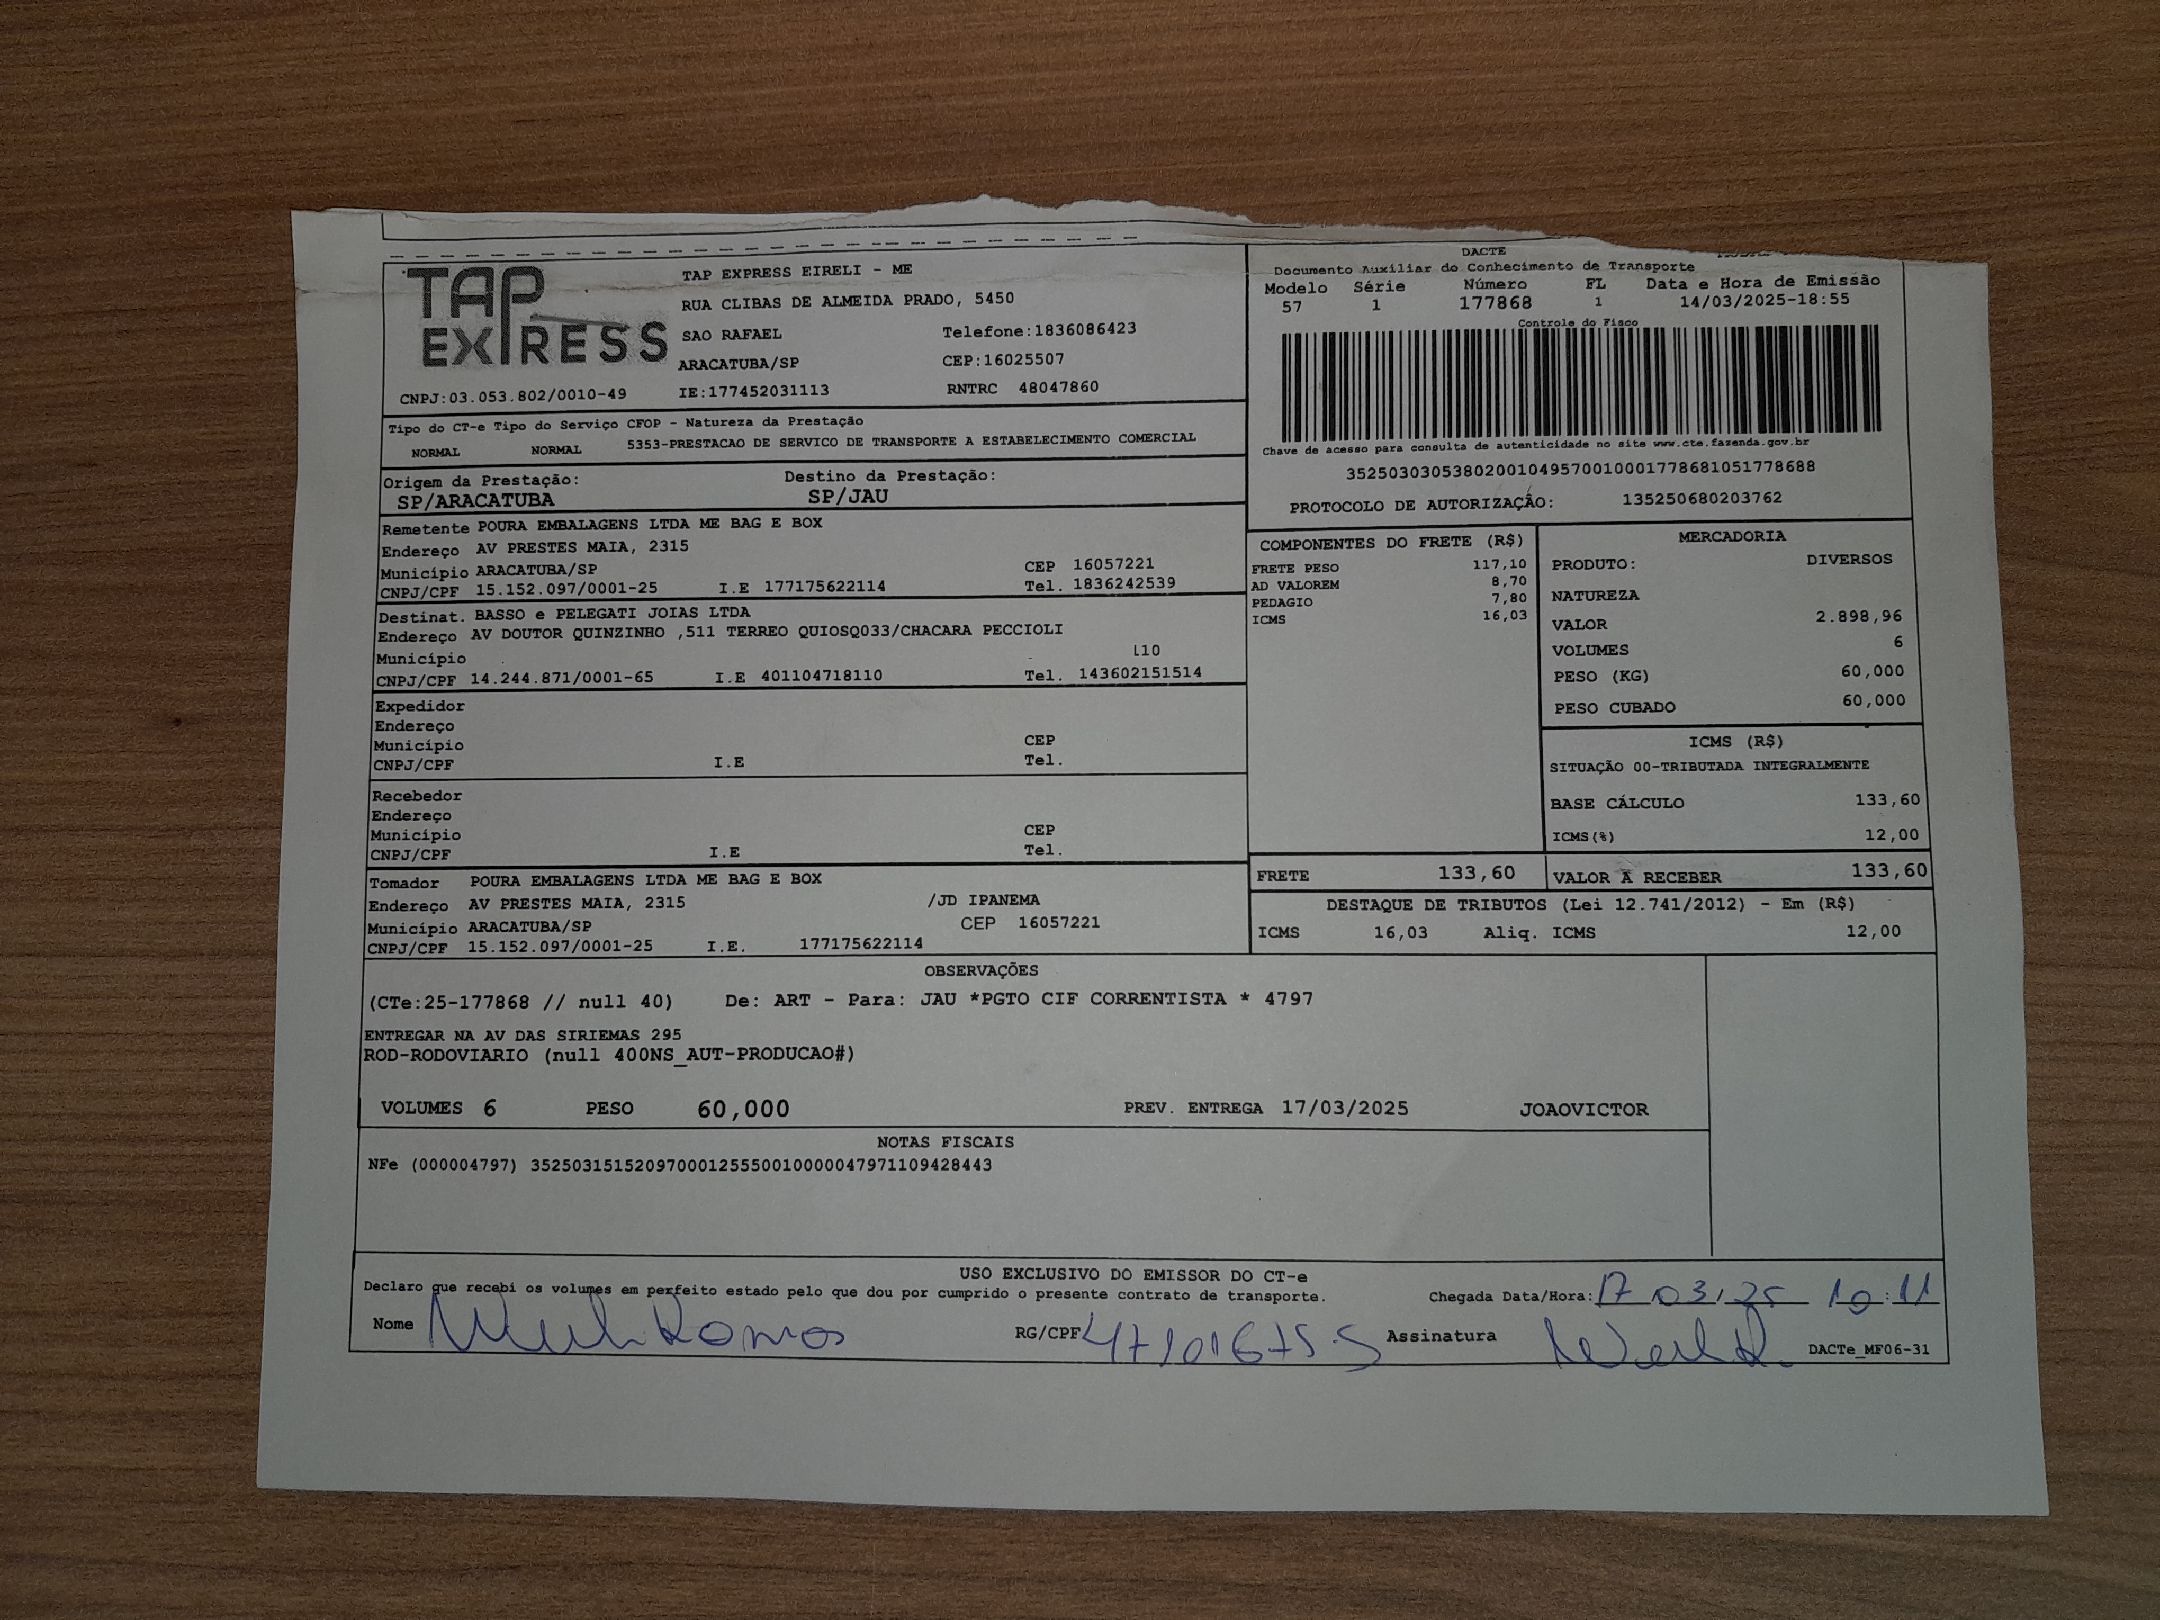 TAP EXPRESS
TAP EXPRESS EIRELI - ME
RUA CLIBAS DE ALMEIDA PRADO, 5450
SAO RAFAEL Telefone:1836086423
ARACATUBA/SP CEP:16025507
CNPJ:03.053.802/0010-49 IE:177452031113 RNTRC 48047860
DACTE
Documento Auxiliar do Conhecimento de Transporte
Modelo Série Número FL Data e Hora de Emissão
57 1 177868 1 14/03/2025-18:55
Controle do Fisco
Chave de acesso para consulta de autenticidade no site www.cte.fazenda.gov.br
35250303053802001049570010001778681051778688
PROTOCOLO DE AUTORIZAÇÃO: 135250680203762
Tipo do CT-e Tipo do Serviço CFOP - Natureza da Prestação
NORMAL NORMAL 5353-PRESTACAO DE SERVICO DE TRANSPORTE A ESTABELECIMENTO COMERCIAL
Origem da Prestação: Destino da Prestação:
SP/ARACATUBA SP/JAU
Remetente POURA EMBALAGENS LTDA ME BAG E BOX
Endereço AV PRESTES MAIA, 2315
Município ARACATUBA/SP CEP 16057221
CNPJ/CPF 15.152.097/0001-25 I.E 177175622114 Tel. 1836242539
Destinat. BASSO e PELEGATI JOIAS LTDA
Endereço AV DOUTOR QUINZINHO ,511 TERREO QUIOSQ033/CHACARA PECCIOLI
Município 110
CNPJ/CPF 14.244.871/0001-65 I.E 401104718110 Tel. 143602151514
Expedidor
Endereço
Município CEP
CNPJ/CPF I.E Tel.
Recebedor
Endereço
Município CEP
CNPJ/CPF I.E Tel.
Tomador POURA EMBALAGENS LTDA ME BAG E BOX
Endereço AV PRESTES MAIA, 2315 /JD IPANEMA
Município ARACATUBA/SP CEP 16057221
CNPJ/CPF 15.152.097/0001-25 I.E. 177175622114
COMPONENTES DO FRETE (R$)
FRETE PESO 117,10
AD VALOREM 8,70
PEDAGIO 7,80
ICMS 16,03
MERCADORIA
PRODUTO: DIVERSOS
NATUREZA
VALOR 2.898,96
VOLUMES 6
PESO (KG) 60,000
PESO CUBADO 60,000
ICMS (R$)
SITUAÇÃO 00-TRIBUTADA INTEGRALMENTE
BASE CÁLCULO 133,60
ICMS(%) 12,00
FRETE 133,60 VALOR A RECEBER 133,60
DESTAQUE DE TRIBUTOS (Lei 12.741/2012) - Em (R$)
ICMS 16,03 Aliq. ICMS 12,00
OBSERVAÇÕES
(CTe:25-177868 // null 40) De: ART - Para: JAU *PGTO CIF CORRENTISTA * 4797
ENTREGAR NA AV DAS SIRIEMAS 295
ROD-RODOVIARIO (null 400NS_AUT-PRODUCAO#)
VOLUMES 6 PESO 60,000 PREV. ENTREGA 17/03/2025 JOAOVICTOR
NOTAS FISCAIS
NFe (000004797) 35250315152097000125550010000047971109428443
USO EXCLUSIVO DO EMISSOR DO CT-e
Declaro que recebi os volumes em perfeito estado pelo que dou por cumprido o presente contrato de transporte. Chegada Data/Hora: 17 03 25 10:11
Nome Ramos RG/CPF Assinatura
DACTe_MF06-31